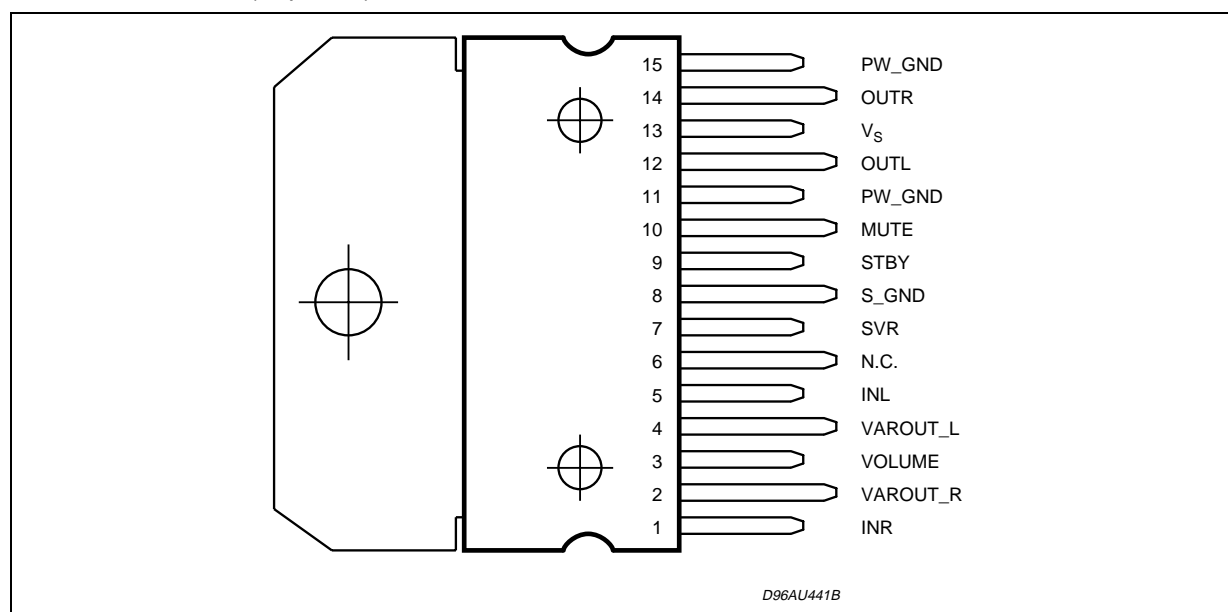 15 PW_GND
14 OUTR
13 VS
12 OUTL
11 PW_GND
10 MUTE
9 STBY
8 S_GND
7 SVR
6 N.C.
5 INL
4 VAROUT_L
3 VOLUME
2 VAROUT_R
1 INR
D96AU441B